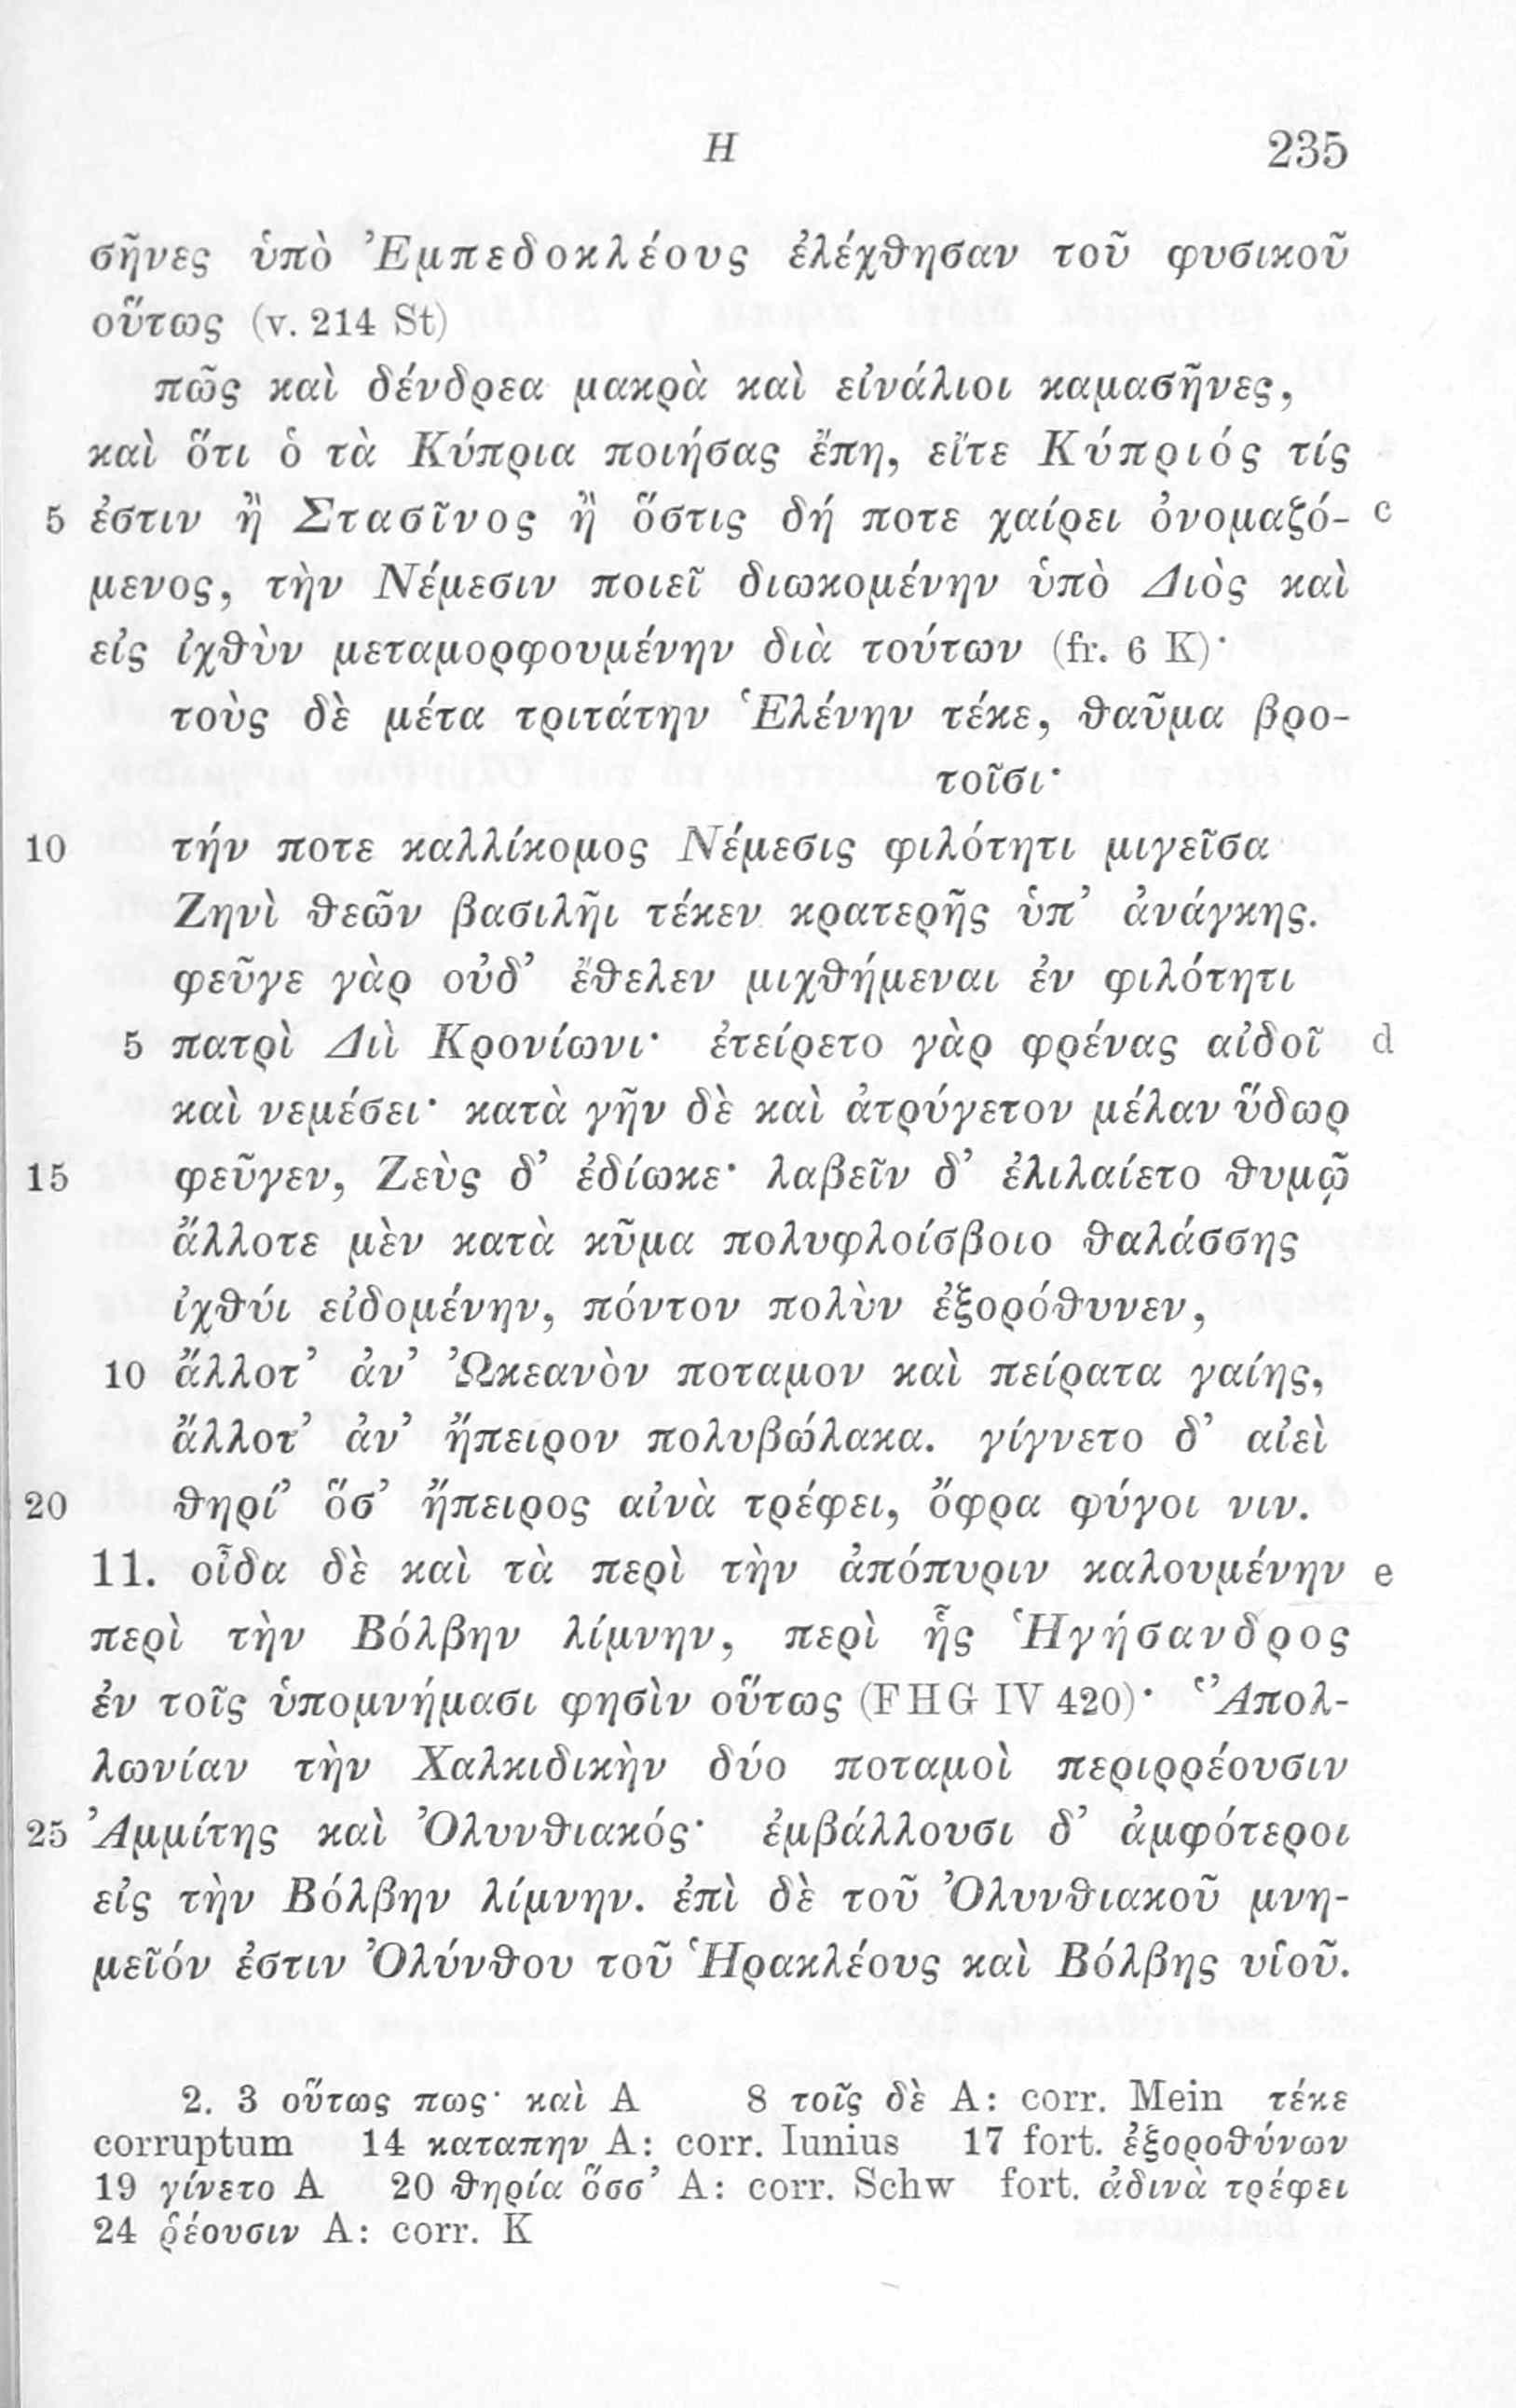 Η 235
σῆνες ὑπὸ Ἐμπεδοκλέους ἐλέχθησαν τοῦ φυσικοῦ
οὕτως (v. 214 St)
πῶς καὶ δένδρεα μακρὰ καὶ εἰνάλιοι καμασῆνες,
καὶ ὅτι ὁ τὰ Κύπρια ποιήσας ἔπη, εἴτε Κύπριός τίς
5 ἐστιν ἢ Στασῖνος ἢ ὅστις δή ποτε χαίρει ὀνομαζό- c
μενος, τὴν Νέμεσιν ποιεῖ διωκομένην ὑπὸ Διὸς καὶ
εἰς ἰχθὺν μεταμορφουμένην διὰ τούτων (fr. 6 K)·
τοὺς δὲ μέτα τριτάτην Ἑλένην τέκε, θαῦμα βρο-
τοῖσι·
10 τήν ποτε καλλίκομος Νέμεσις φιλότητι μιγεῖσα
Ζηνὶ θεῶν βασιλῆι τέκεν κρατερῆς ὑπ’ ἀνάγκης.
φεῦγε γὰρ οὐδ’ ἔθελεν μιχθήμεναι ἐν φιλότητι
5 πατρὶ Διὶ Κρονίωνι· ἐτείρετο γὰρ φρένας αἰδοῖ d
καὶ νεμέσει· κατὰ γῆν δὲ καὶ ἀτρύγετον μέλαν ὕδωρ
15 φεῦγεν, Ζεὺς δ’ ἐδίωκε· λαβεῖν δ’ ἐλιλαίετο θυμῷ
ἄλλοτε μὲν κατὰ κῦμα πολυφλοίσβοιο θαλάσσης
ἰχθύι εἰδομένην, πόντον πολὺν ἐξορόθυνεν,
10 ἄλλοτ’ ἀν’ Ὠκεανὸν ποταμον καὶ πείρατα γαίης,
ἄλλοτ’ ἀν’ ἤπειρον πολυβώλακα. γίγνετο δ’ αἰεὶ
20 θηρί’ ὅσ’ ἤπειρος αἰνὰ τρέφει, ὄφρα φύγοι νιν.
11. οἶδα δὲ καὶ τὰ περὶ τὴν ἀπόπυριν καλουμένην e
περὶ τὴν Βόλβην λίμνην, περὶ ἧς Ἡγήσανδρος
ἐν τοῖς ὑπομνήμασι φησὶν οὕτως (FHG IV 420)· ‘Ἀπολ-
λωνίαν τὴν Χαλκιδικὴν δύο ποταμοὶ περιρρέουσιν
25 Ἀμμίτης καὶ Ὀλυνθιακός· ἐμβάλλουσι δ’ ἀμφότεροι
εἰς τὴν Βόλβην λίμνην. ἐπὶ δὲ τοῦ Ὀλυνθιακοῦ μνη-
μεῖόν ἐστιν Ὀλύνθου τοῦ Ἡρακλέους καὶ Βόλβης υἱοῦ.
2. 3 οὕτως πως· καὶ A 8 τοῖς δὲ A: corr. Mein τέκε
corruptum 14 καταπην A: corr. Iunius 17 fort. ἐξοροθύνων
19 γίνετο A 20 θηρία ὅσσ’ A: corr. Schw fort. ἀδινὰ τρέφει
24 ῥέουσιν A: corr. K